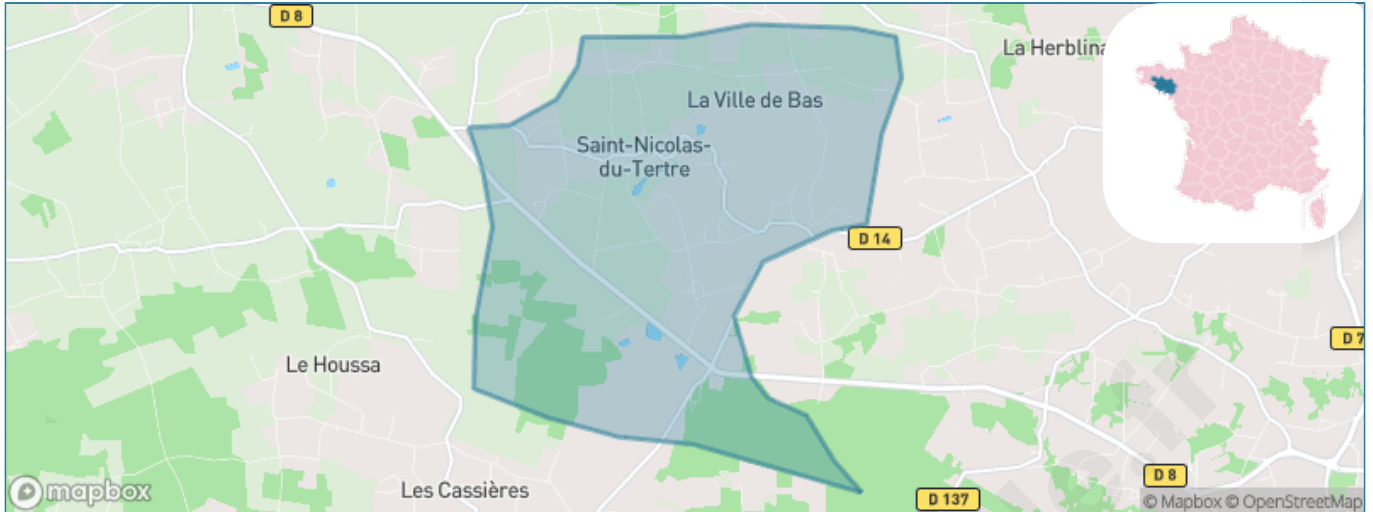 D 8
La Herblina
La Ville de Bas
Saint-Nicolas-
du-Tertre
D 14
D 7
Le Houssa
D 8
Les Cassières
D 137
mapbox
© Mapbox © OpenStreetMap